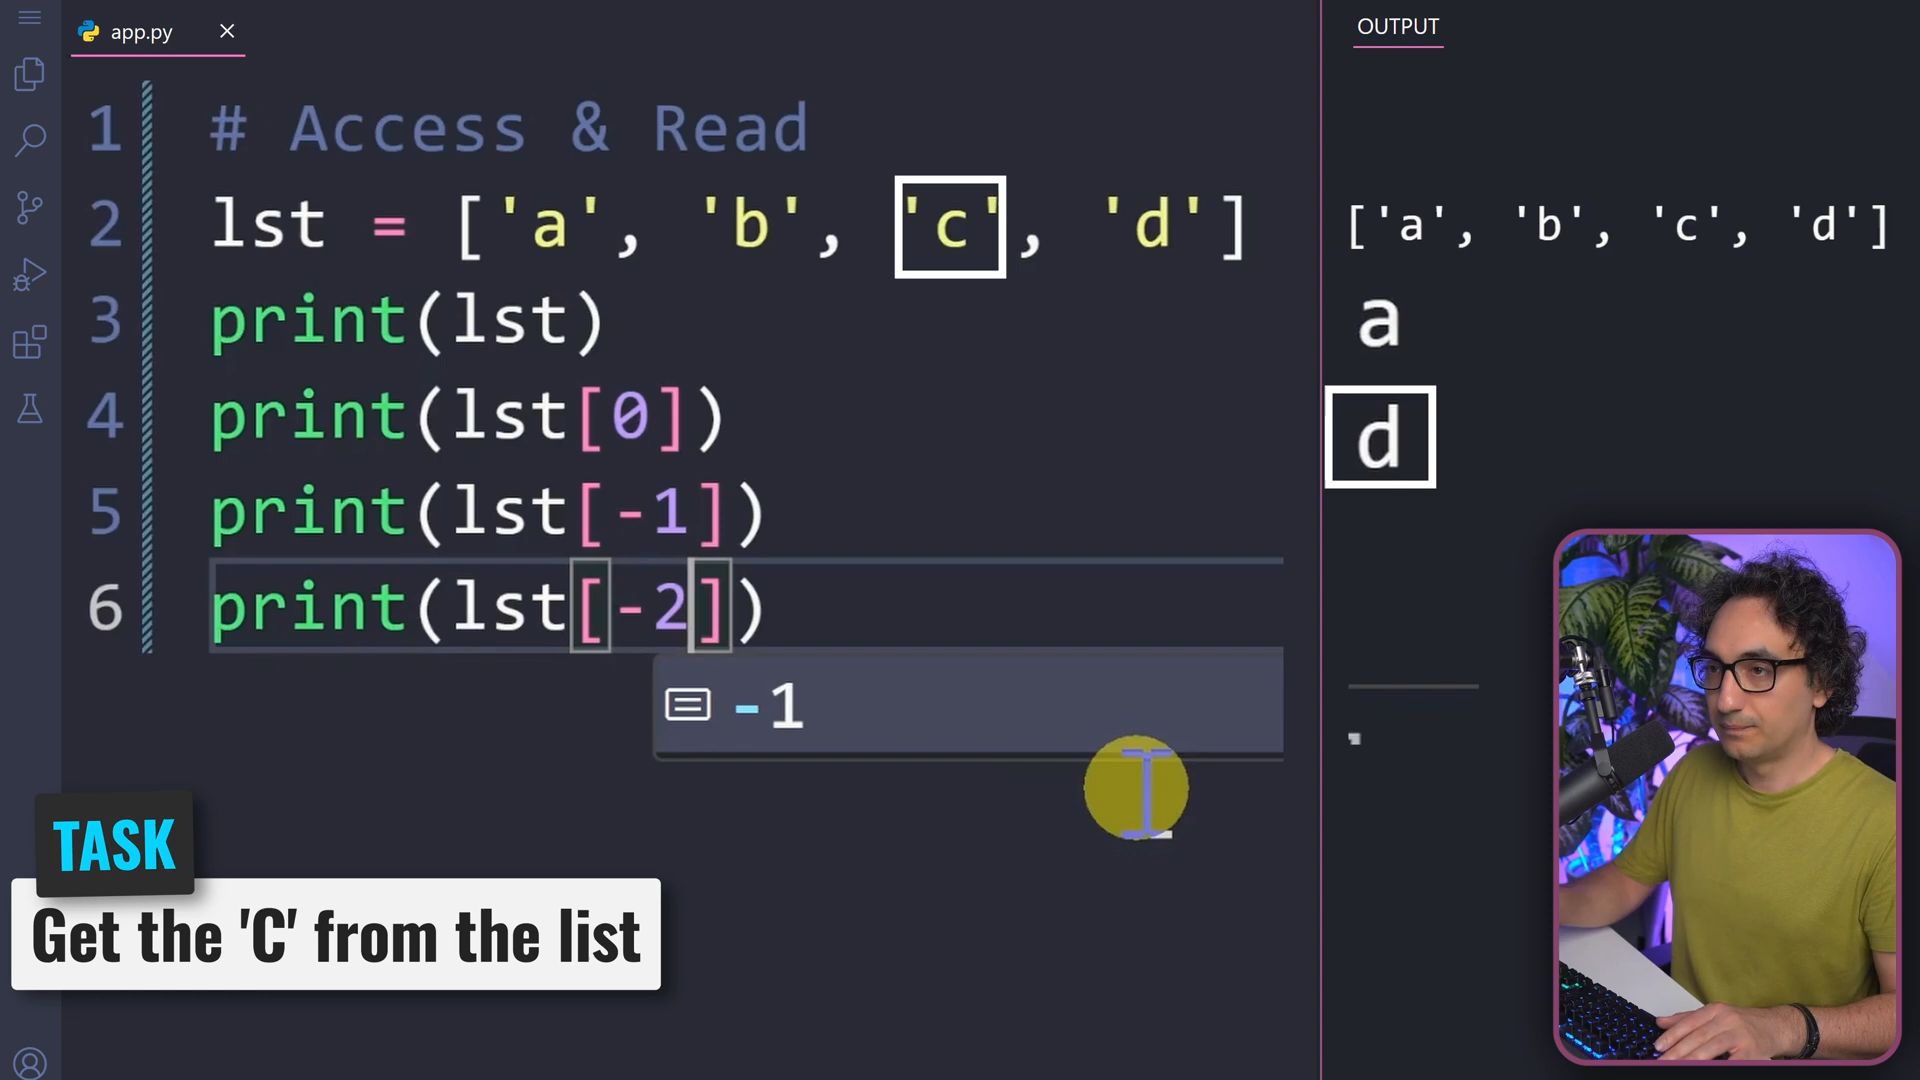 app.py
OUTPUT
1 # Access & Read
2 lst = ['a', 'b', 'c', 'd']
3 print(lst)
4 print(lst[0])
5 print(lst[-1])
6 print(lst[-2])
-1
['a', 'b', 'c', 'd']
a
d
TASK
Get the 'C' from the list